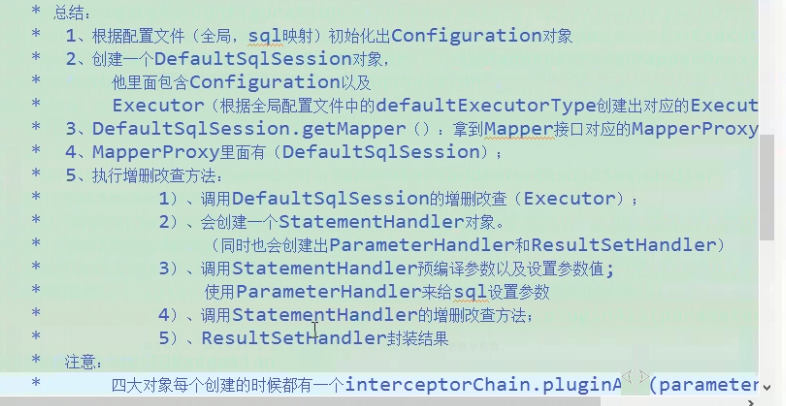 * 总结：
* 1、根据配置文件（全局，sql映射）初始化出Configuration对象
* 2、创建一个DefaultSqlSession对象，
* 他里面包含Configuration以及
* Executor（根据全局配置文件中的defaultExecutorType创建出对应的Execut
* 3、DefaultSqlSession.getMapper（）：拿到Mapper接口对应的MapperProxy
* 4、MapperProxy里面有（DefaultSqlSession）；
* 5、执行增删改查方法：
* 1）、调用DefaultSqlSession的增删改查（Executor）；
* 2）、会创建一个StatementHandler对象。
* （同时也会创建出ParameterHandler和ResultSetHandler）
* 3）、调用StatementHandler预编译参数以及设置参数值；
* 使用ParameterHandler来给sql设置参数
* 4）、调用StatementHandler的增删改查方法；
* 5）、ResultSetHandler封装结果
* 注意：
* 四大对象每个创建的时候都有一个interceptorChain.pluginA (parameter